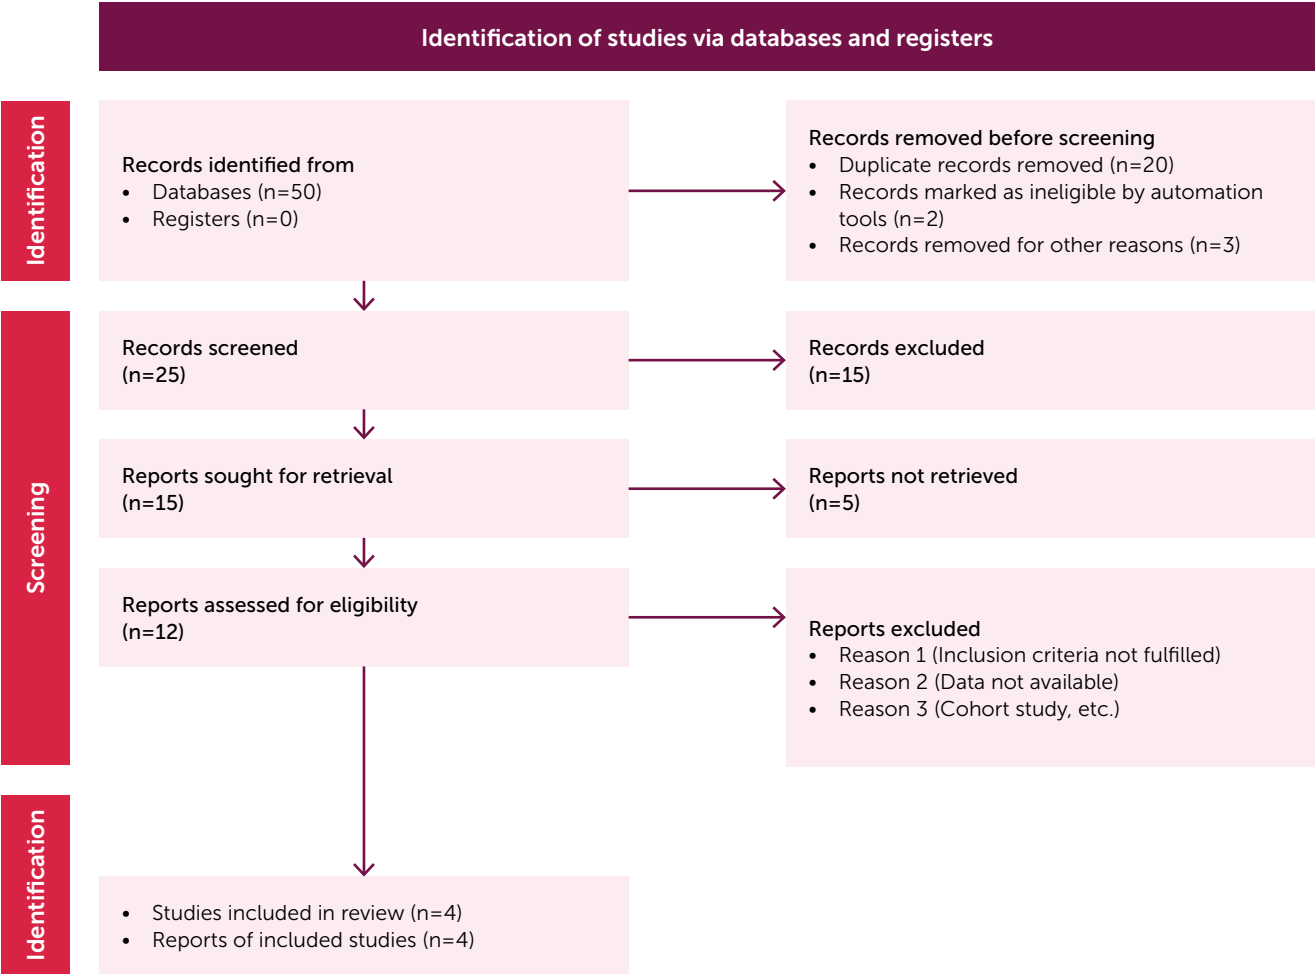 Identification of studies via databases and registers
Identification
Records identified from
• Databases (n=50)
• Registers (n=0)
Records removed before screening
• Duplicate records removed (n=20)
• Records marked as ineligible by automation
tools (n=2)
• Records removed for other reasons (n=3)
Screening
Records screened
(n=25)
Records excluded
(n=15)
Reports sought for retrieval
(n=15)
Reports not retrieved
(n=5)
Reports assessed for eligibility
(n=12)
Reports excluded
• Reason 1 (Inclusion criteria not fulfilled)
• Reason 2 (Data not available)
• Reason 3 (Cohort study, etc.)
Identification
• Studies included in review (n=4)
• Reports of included studies (n=4)